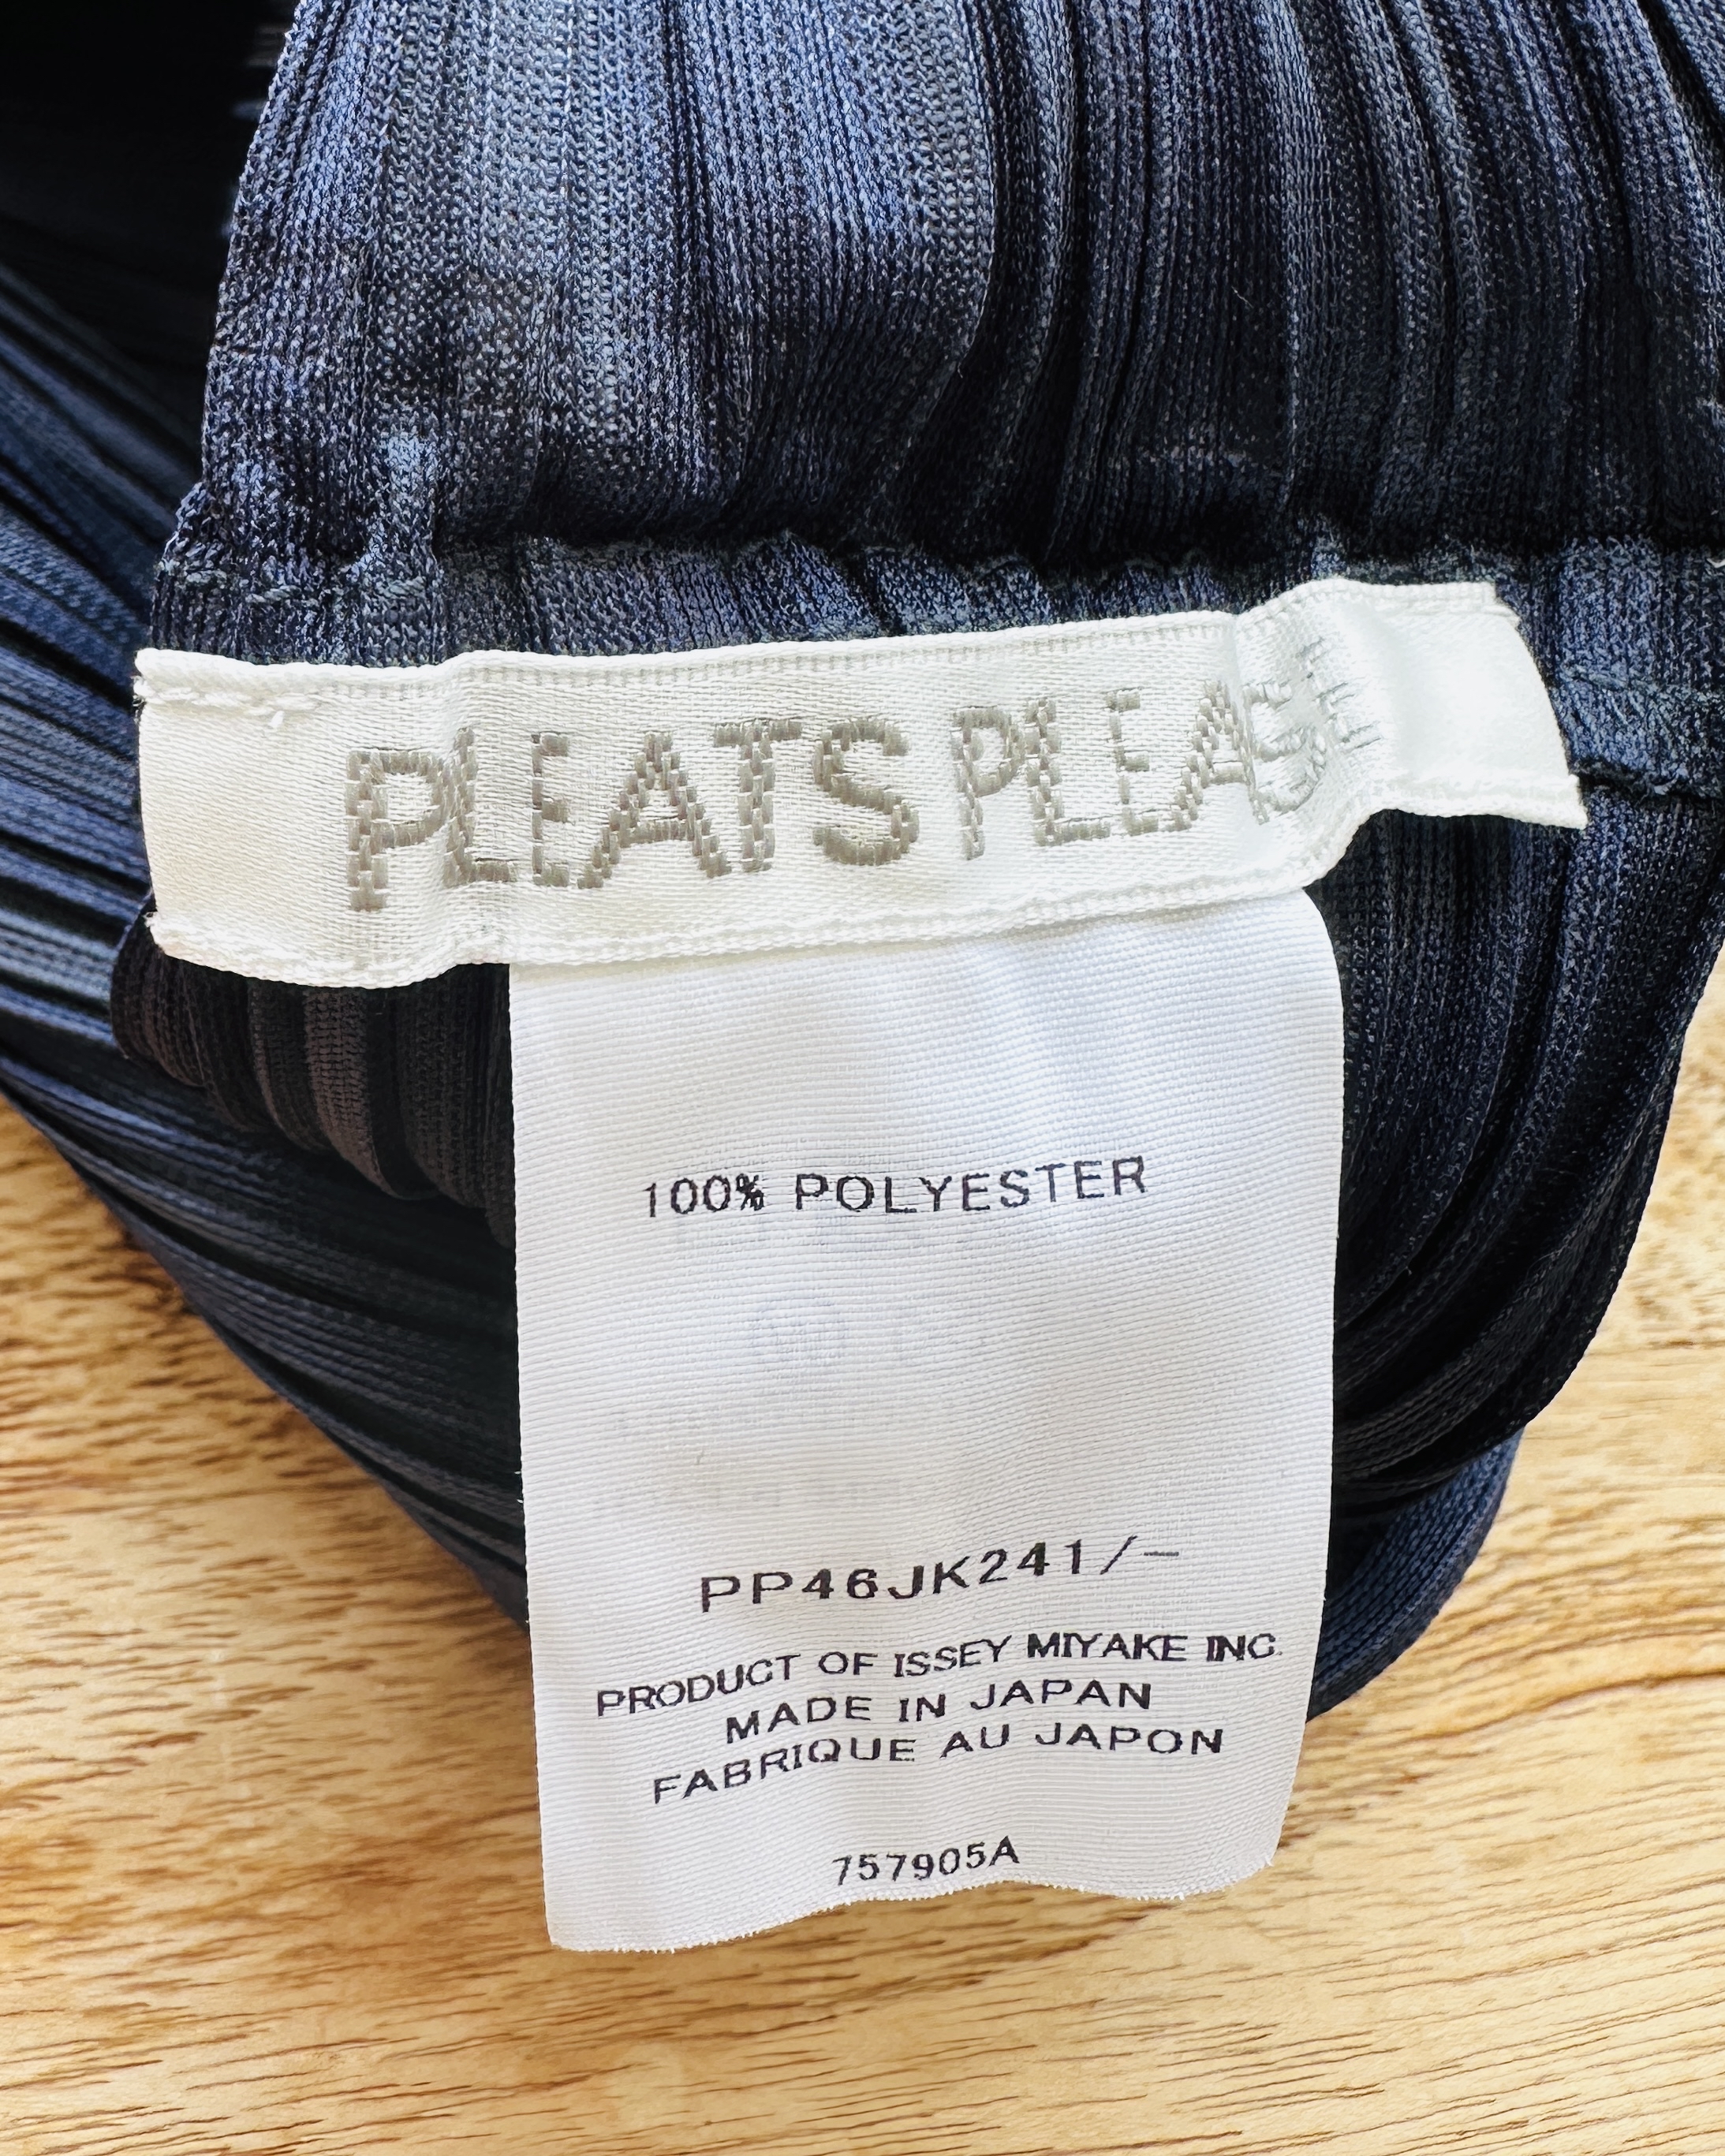 PLEATS PLEASE
100% POLYESTER
PP46JK241/-
PRODUCT OF ISSEY MIYAKE INC.
MADE IN JAPAN
FABRIQUE AU JAPON
757905A